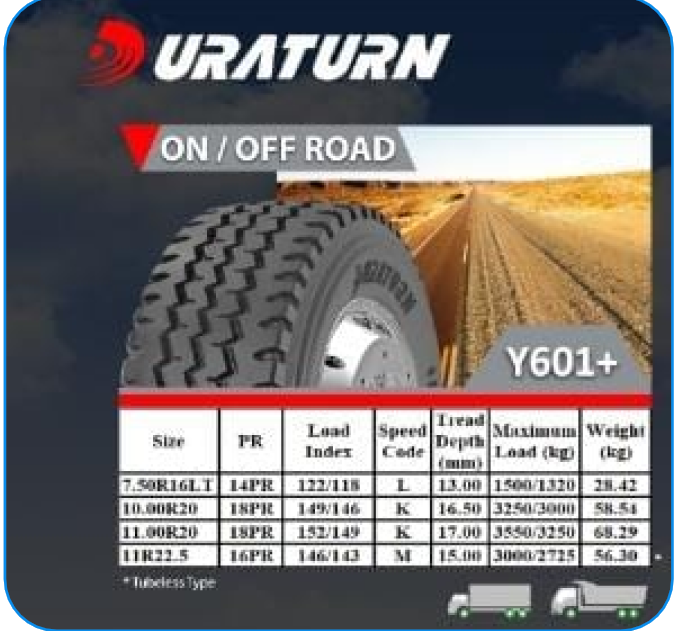 DURATURN
ON / OFF ROAD
DURATURN
Y601+
Size PR Load Index Speed Code Tread Depth (mm) Maximum Load (kg) Weight (kg)
7.50R16LT 14PR 122/118 L 13.00 1500/1320 28.42
10.00R20 18PR 149/146 K 16.50 3250/3000 58.54
11.00R20 18PR 152/149 K 17.00 3550/3250 68.29
11R22.5 16PR 146/143 M 15.00 3000/2725 56.30 *
* Tubeless Type